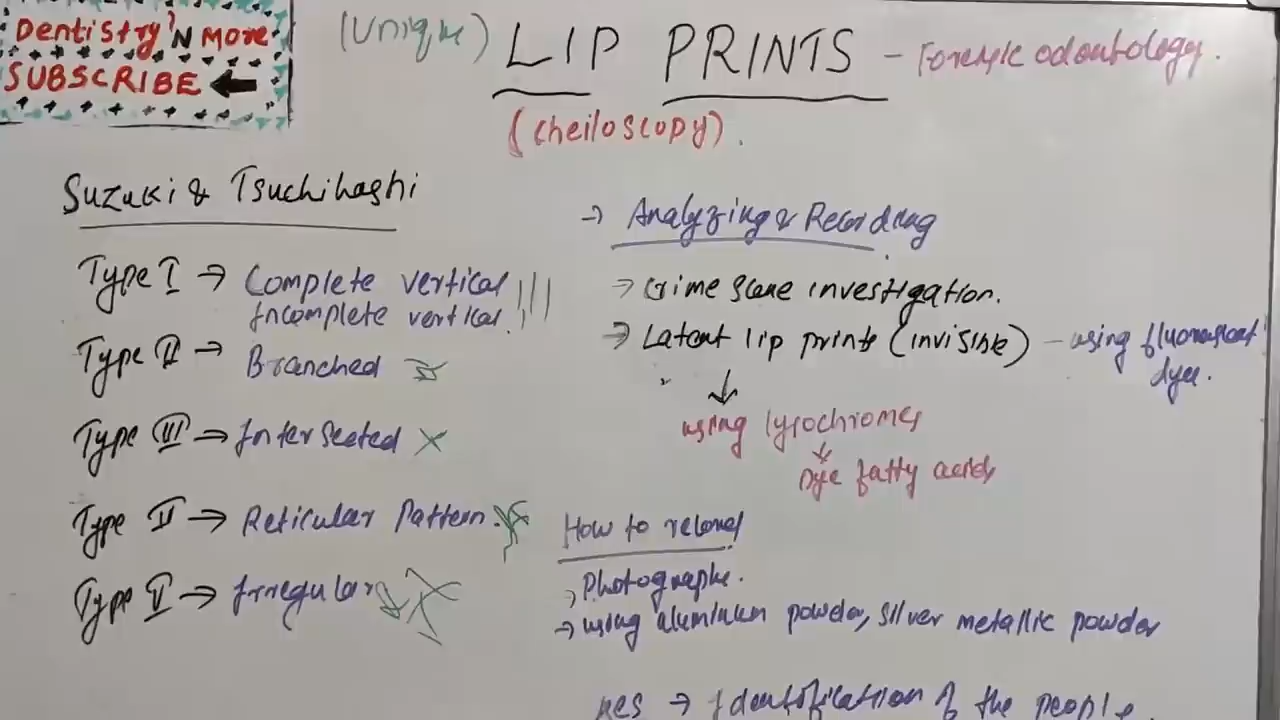 Dentistry'N More
SUBSCRIBE
(Unique) LIP PRINTS - Forensic odontology.
(cheiloscopy).
Suzuki & Tsuchihashi
Type I → Complete vertical
Incomplete vertical.
Type II → Branched
Type III → Intersected
Type IV → Reticular Pattern.
Type V → Irregular
→ Analyzing & Recording
→ Crime scene investigation.
→ Latent lip prints (invisible) - using fluorescent
dye.
↓
using lysochromes
↓
Dye fatty acids
How to record
→ Photographs.
→ using aluminium powder, silver metallic powder
→ Identification of the people.